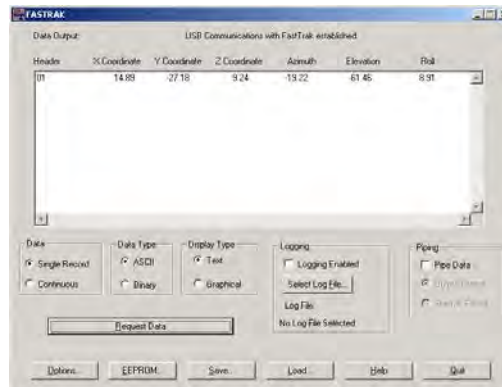 FASTRAK
Data Output: USB Communications with FastTrak established
Header X Coordinate Y Coordinate Z Coordinate Azimuth Elevation Roll
01 14.89 -27.18 9.24 -19.22 -61.46 8.91
Data Data Type Display Type Logging Piping
Single Record ASCII Text Logging Enabled Pipe Data
Continuous Binary Graphical Select Log File...
Log File:
Request Data No Log File Selected
Options... EEPROM... Save... Load... Help Quit